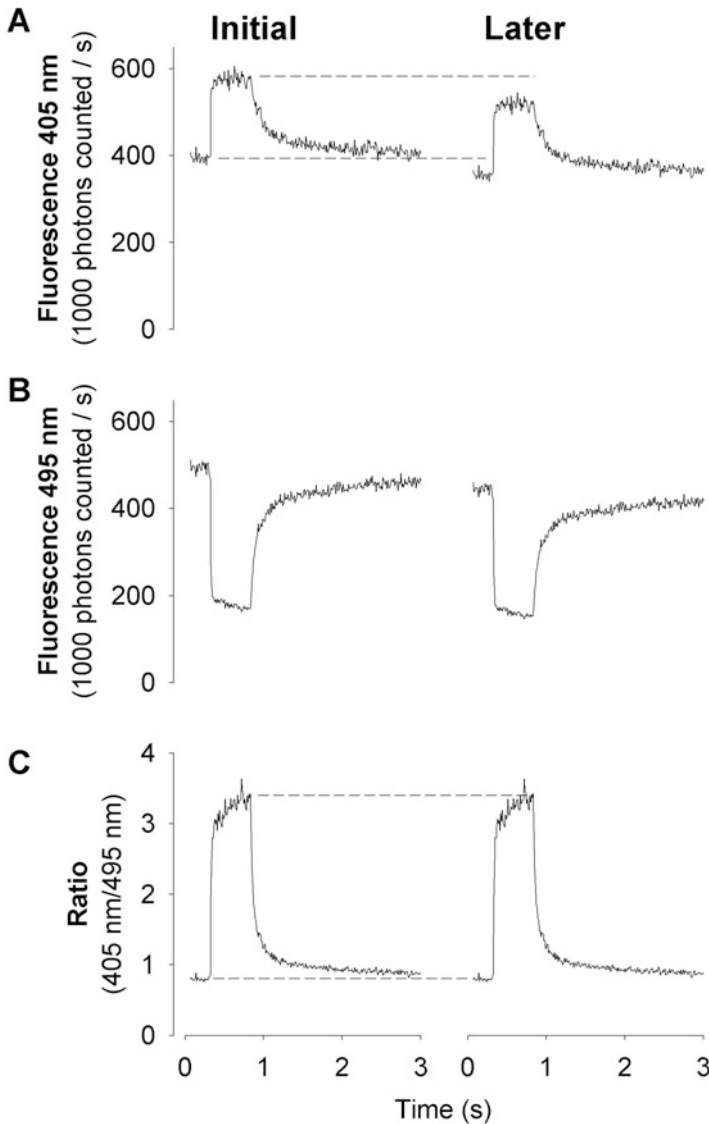 A
Initial
Later
Fluorescence 405 nm
(1000 photons counted / s)
600
400
200
0
B
Fluorescence 495 nm
(1000 photons counted / s)
600
400
200
0
C
Ratio
(405 nm/495 nm)
4
3
2
1
0
0 1 2 3 0 1 2 3
Time (s)